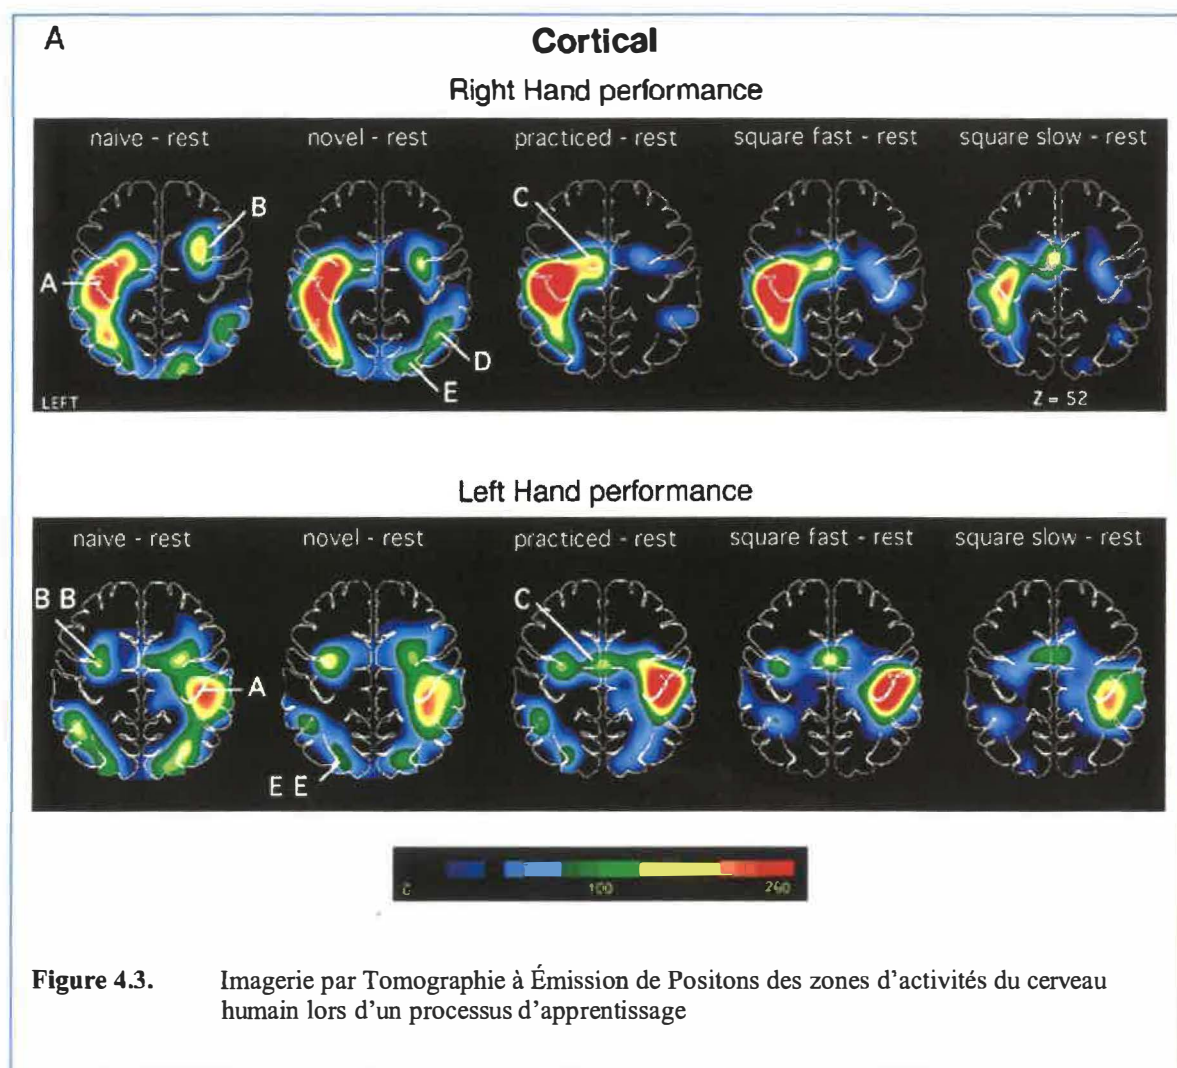 A
Cortical
Right Hand performance
naive - rest novel - rest practiced - rest square fast - rest square slow - rest
B
C
A
D
E
LEFT
Z = 52
Left Hand performance
naive - rest novel - rest practiced - rest square fast - rest square slow - rest
B B
C
A
E E
100
Figure 4.3. Imagerie par Tomographie à Émission de Positons des zones d'activités du cerveau
humain lors d'un processus d'apprentissage